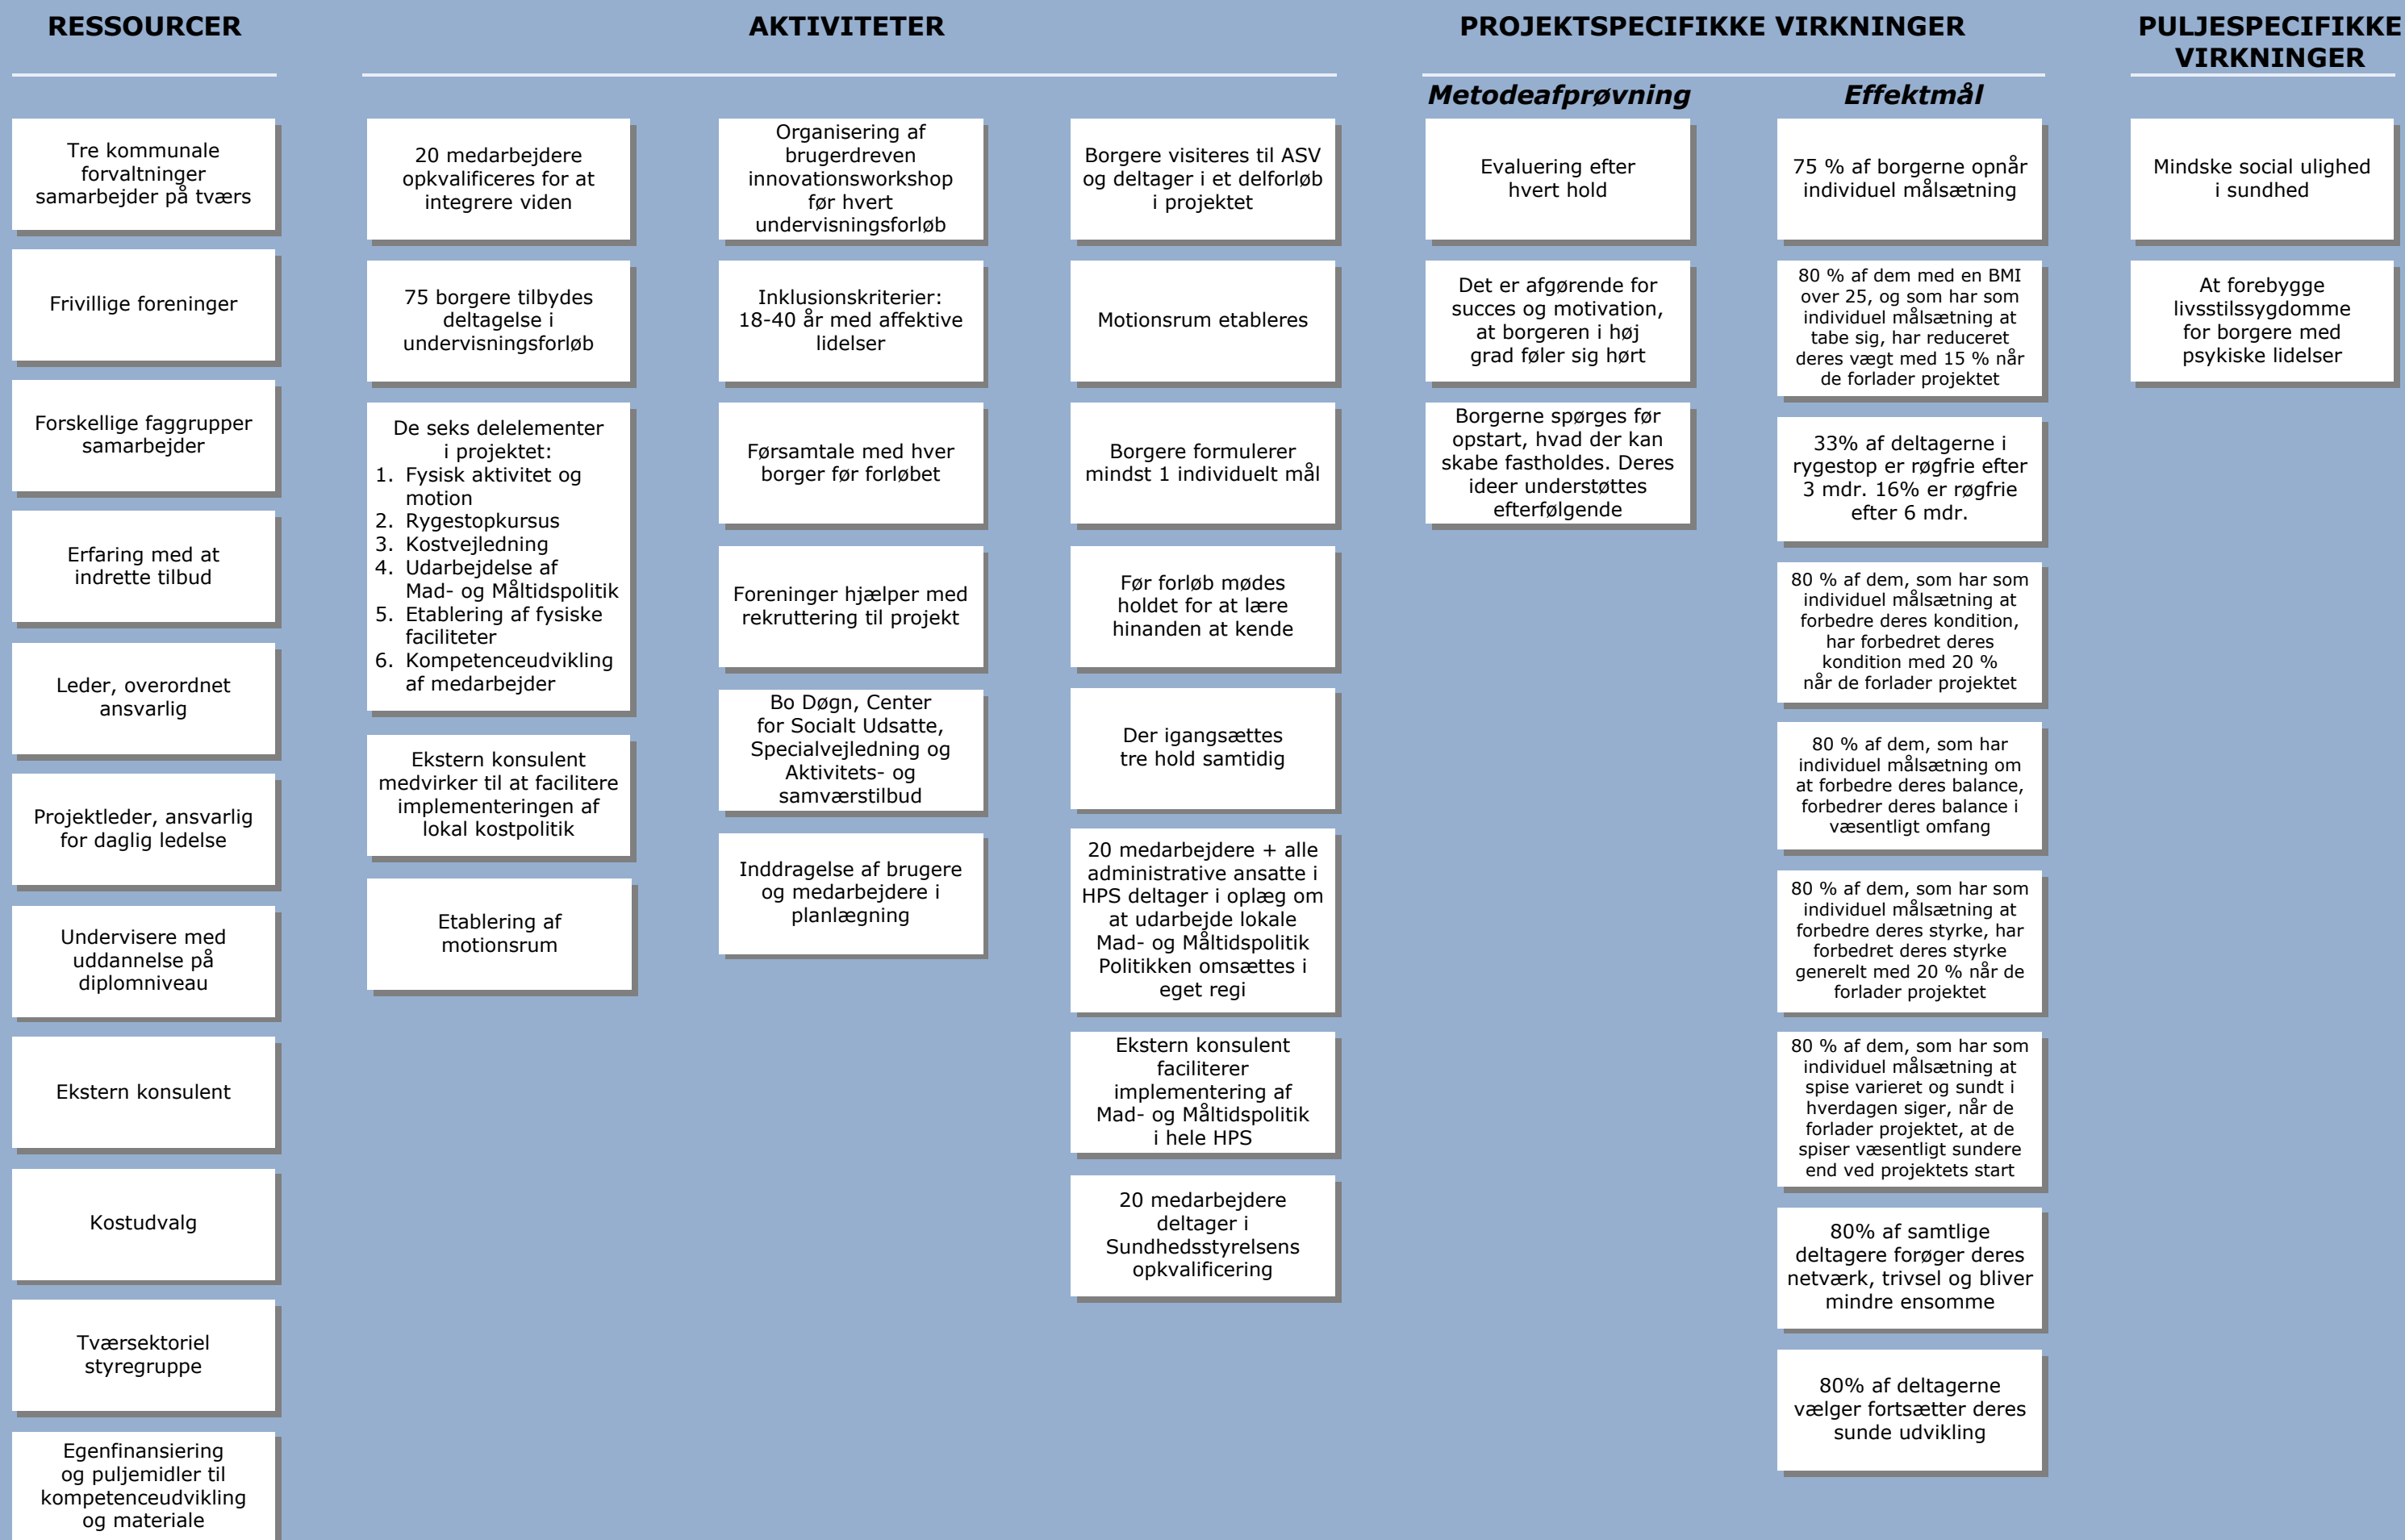 RESSOURCER
Tre kommunale
forvaltninger
samarbejder på tværs
Frivillige foreninger
Forskellige faggrupper
samarbejder
Erfaring med at
indrette tilbud
Leder, overordnet
ansvarlig
Projektleder, ansvarlig
for daglig ledelse
Undervisere med
uddannelse på
diplomniveau
Ekstern konsulent
Kostudvalg
Tværsektoriel
styregruppe
Egenfinansiering
og puljemidler til
kompetenceudvikling
og materiale
AKTIVITETER
20 medarbejdere
opkvalificeres for at
integrere viden
75 borgere tilbydes
deltagelse i
undervisningsforløb
De seks delelementer
i projektet:
1. Fysisk aktivitet og
motion
2. Rygestopkursus
3. Kostvejledning
4. Udarbejdelse af
Mad- og Måltidspolitik
5. Etablering af fysiske
faciliteter
6. Kompetenceudvikling
af medarbejder
Ekstern konsulent
medvirker til at facilitere
implementeringen af
lokal kostpolitik
Etablering af
motionsrum
Organisering af
brugerdreven
innovationsworkshop
før hvert
undervisningsforløb
Inklusionskriterier:
18-40 år med affektive
lidelser
Førsamtale med hver
borger før forløbet
Foreninger hjælper med
rekruttering til projekt
Bo Døgn, Center
for Socialt Udsatte,
Specialvejledning og
Aktivitets- og
samværstilbud
Inddragelse af brugere
og medarbejdere i
planlægning
Borgere visiteres til ASV
og deltager i et delforløb
i projektet
Motionsrum etableres
Borgere formulerer
mindst 1 individuelt mål
Før forløb mødes
holdet for at lære
hinanden at kende
Der igangsættes
tre hold samtidig
20 medarbejdere + alle
administrative ansatte i
HPS deltager i oplæg om
at udarbejde lokale
Mad- og Måltidspolitik
Politikken omsættes i
eget regi
Ekstern konsulent
faciliterer
implementering af
Mad- og Måltidspolitik
i hele HPS
20 medarbejdere
deltager i
Sundhedsstyrelsens
opkvalificering
PROJEKTSPECIFIKKE VIRKNINGER
Metodeafprøvning
Evaluering efter
hvert hold
Det er afgørende for
succes og motivation,
at borgeren i høj
grad føler sig hørt
Borgerne spørges før
opstart, hvad der kan
skabe fastholdes. Deres
ideer understøttes
efterfølgende
Effektmål
75 % af borgerne opnår
individuel målsætning
80 % af dem med en BMI
over 25, og som har som
individuel målsætning at
tabe sig, har reduceret
deres vægt med 15 % når
de forlader projektet
33% af deltagerne i
rygestop er røgfrie efter
3 mdr. 16% er røgfrie
efter 6 mdr.
80 % af dem, som har som
individuel målsætning at
forbedre deres kondition,
har forbedret deres
kondition med 20 %
når de forlader projektet
80 % af dem, som har
individuel målsætning om
at forbedre deres balance,
forbedrer deres balance i
væsentligt omfang
80 % af dem, som har som
individuel målsætning at
forbedre deres styrke, har
forbedret deres styrke
generelt med 20 % når de
forlader projektet
80 % af dem, som har som
individuel målsætning at
spise varieret og sundt i
hverdagen siger, når de
forlader projektet, at de
spiser væsentligt sundere
end ved projektets start
80% af samtlige
deltagere forøger deres
netværk, trivsel og bliver
mindre ensomme
80% af deltagerne
vælger fortsætter deres
sunde udvikling
PULJESPECIFIKKE
VIRKNINGER
Mindske social ulighed
i sundhed
At forebygge
livsstilssygdomme
for borgere med
psykiske lidelser